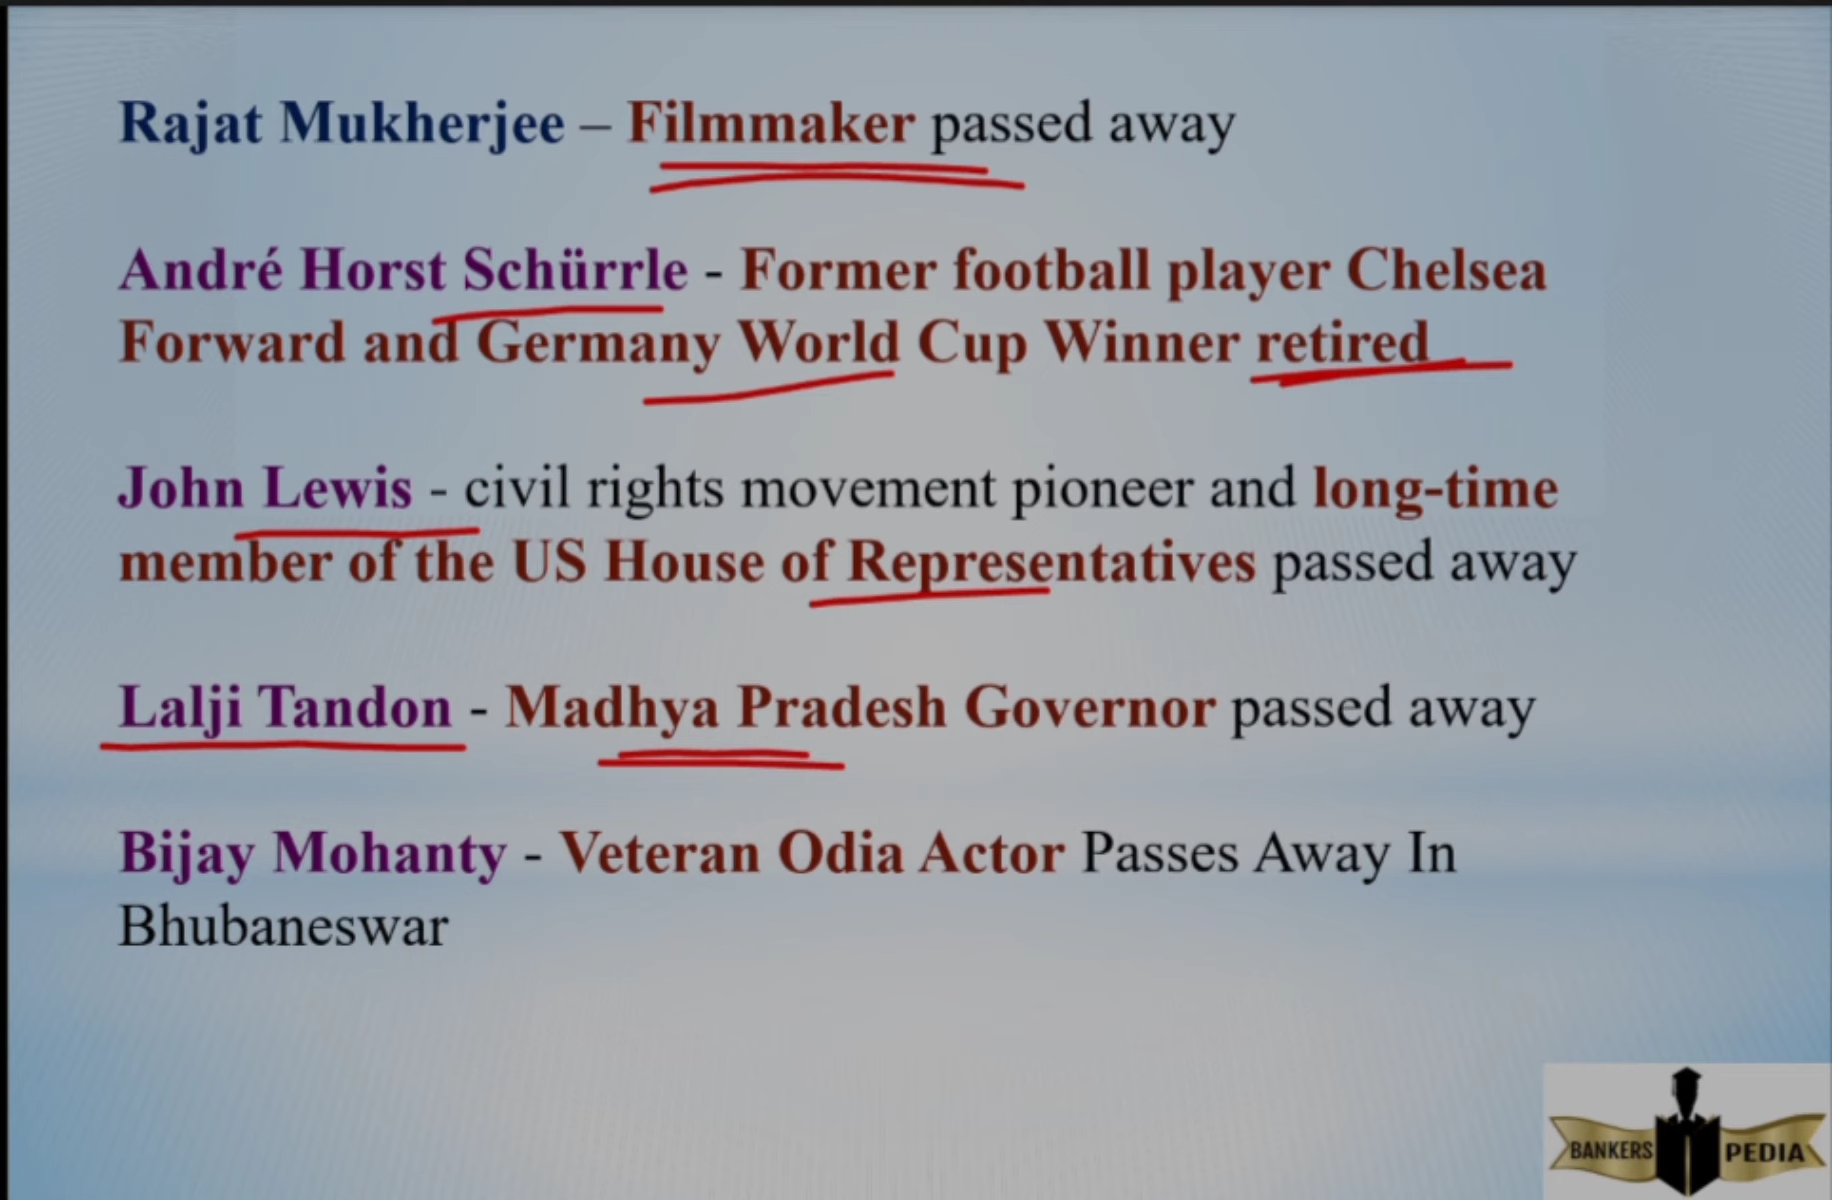 Rajat Mukherjee – Filmmaker passed away
André Horst Schürrle - Former football player Chelsea
Forward and Germany World Cup Winner retired
John Lewis - civil rights movement pioneer and long-time
member of the US House of Representatives passed away
Lalji Tandon - Madhya Pradesh Governor passed away
Bijay Mohanty - Veteran Odia Actor Passes Away In
Bhubaneswar
BANKERS PEDIA